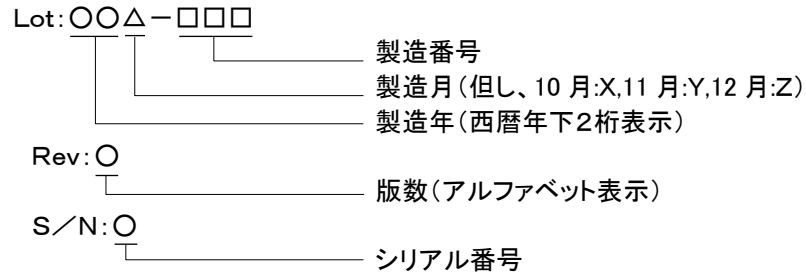 Lot:○○△-□□□
製造番号
製造月(但し、10 月:X,11 月:Y,12 月:Z)
製造年(西暦年下2桁表示)
Rev:○
版数(アルファベット表示)
S/N:○
シリアル番号